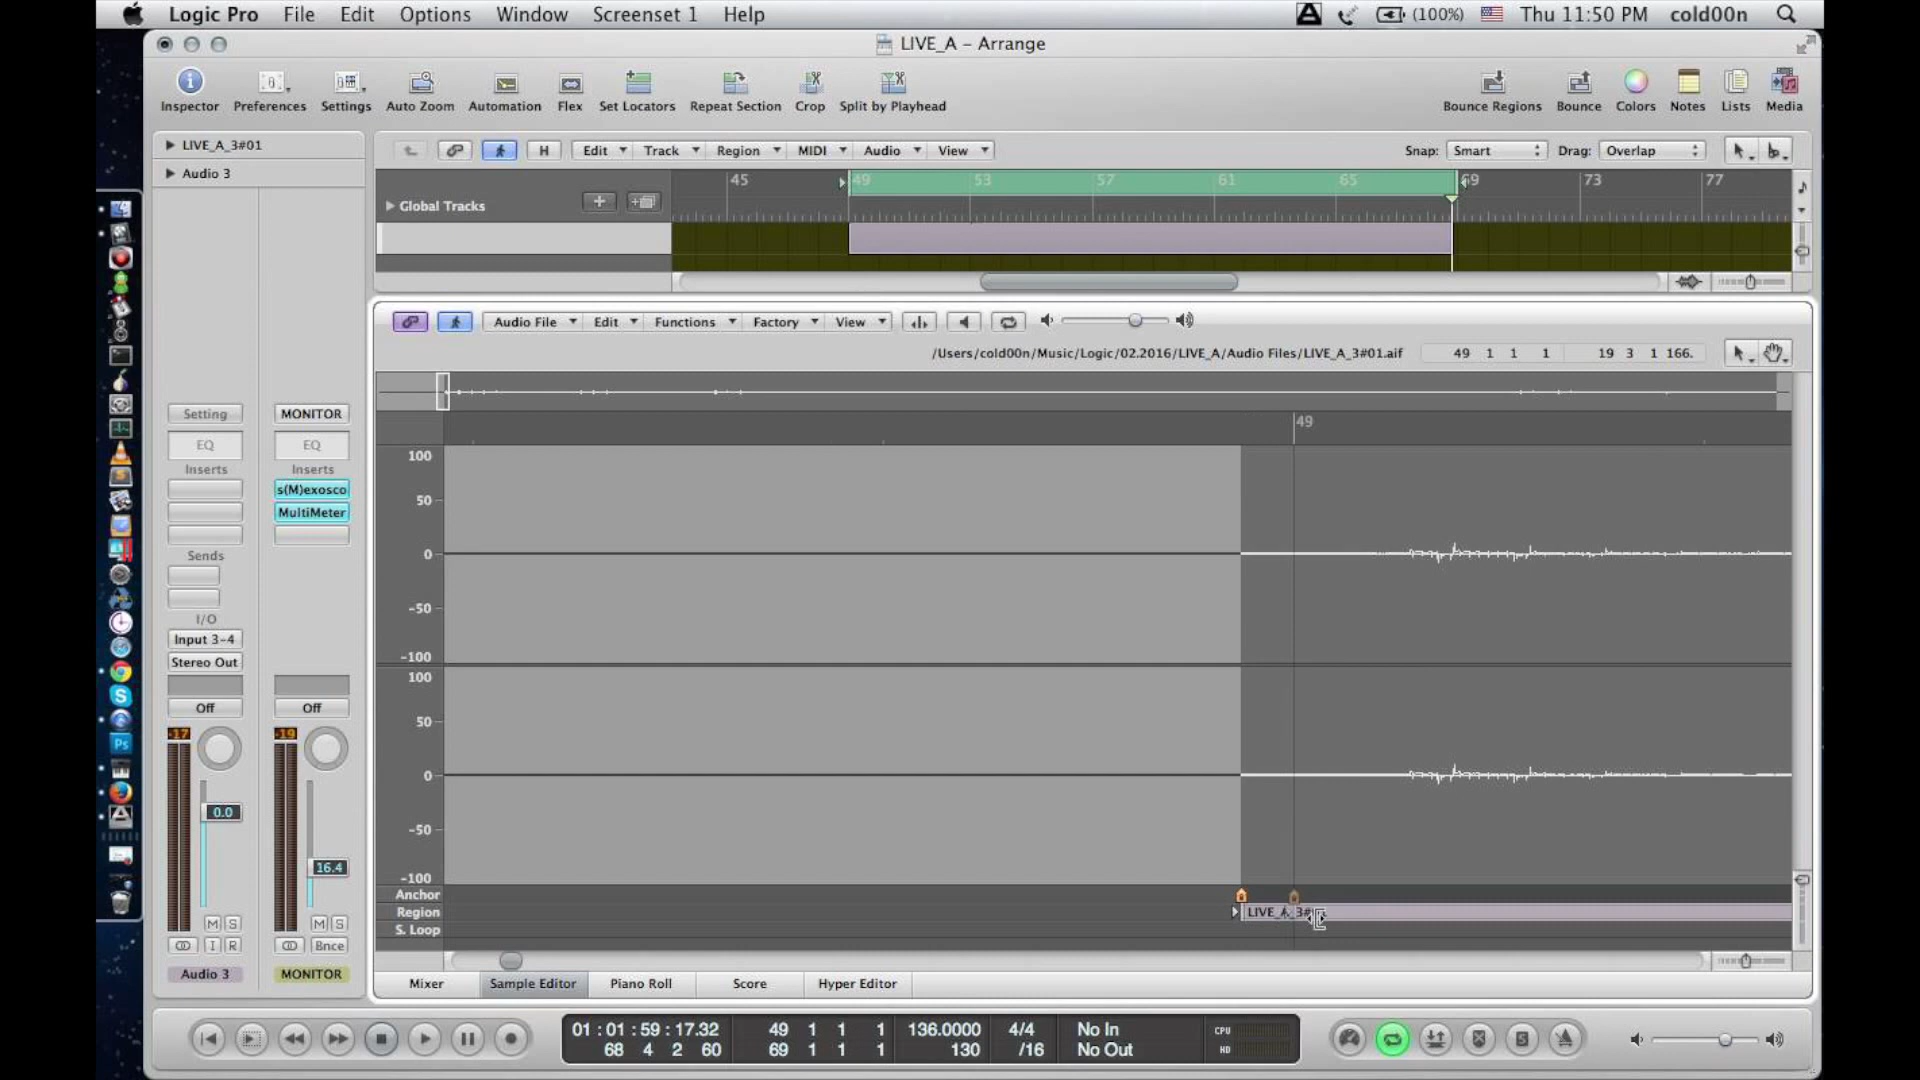 Logic Pro File Edit Options Window Screenset 1 Help (100%) Thu 11:50 PM cold00n
LIVE_A – Arrange
Inspector Preferences Settings Auto Zoom Automation Flex Set Locators Repeat Section Crop Split by Playhead Bounce Regions Bounce Colors Notes Lists Media
LIVE_A_3#01
Audio 3
H Edit Track Region MIDI Audio View Snap: Smart Drag: Overlap
45 49 53 57 61 65 69 73 77
Global Tracks
Audio File Edit Functions Factory View
/Users/cold00n/Music/Logic/02.2016/LIVE_A/Audio Files/LIVE_A_3#01.aif 49 1 1 1 19 3 1 166.
49
100
50
0
-50
-100
100
50
0
-50
-100
Anchor
Region
S. Loop
Setting MONITOR
EQ EQ
Inserts Inserts
s(M)exosco
MultiMeter
Sends
I/O
Input 3-4
Stereo Out
Off Off
-17 -19
0.0
16.4
M S M S
I R Bnce
Audio 3 MONITOR
Mixer Sample Editor Piano Roll Score Hyper Editor
01 : 01 : 59 : 17.32 49 1 1 1 136.0000 4/4 No In CPU
68 4 2 60 69 1 1 1 130 /16 No Out HD
Ps